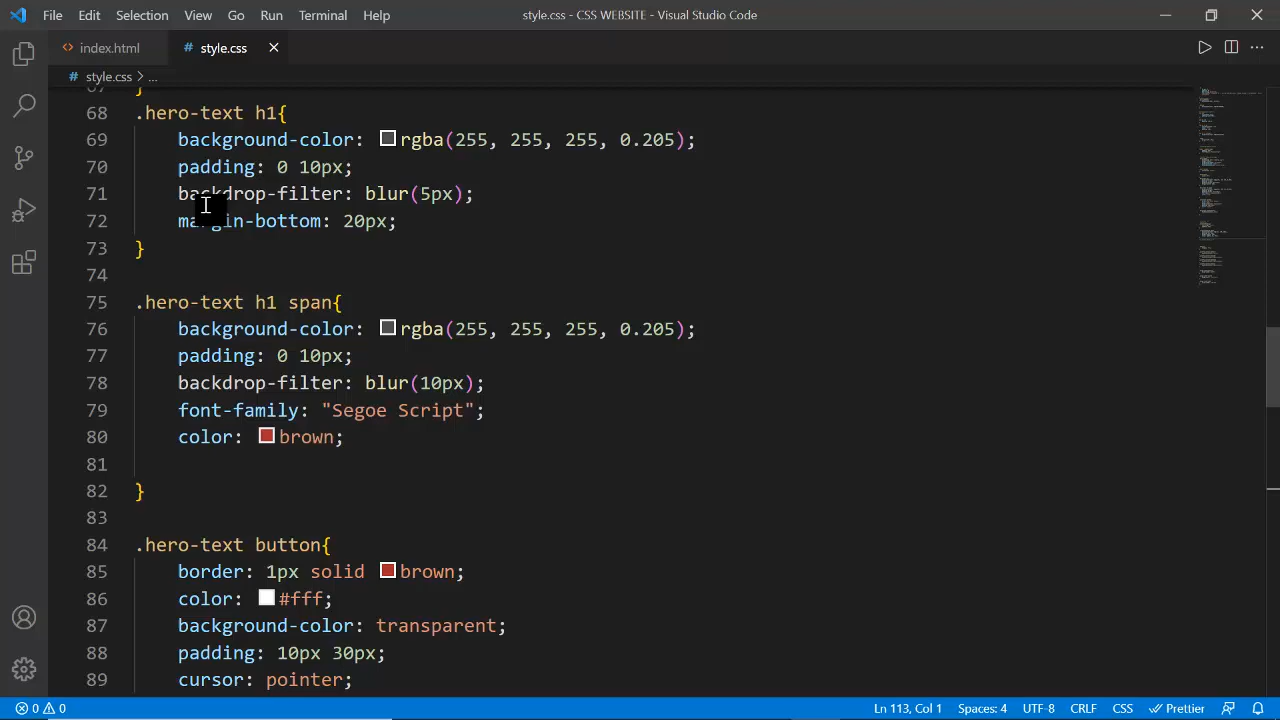 File Edit Selection View Go Run Terminal Help style.css - CSS WEBSITE - Visual Studio Code
<> index.html # style.css ×
# style.css > ...
67 }
68 .hero-text h1{
69 background-color: rgba(255, 255, 255, 0.205);
70 padding: 0 10px;
71 backdrop-filter: blur(5px);
72 margin-bottom: 20px;
73 }
74
75 .hero-text h1 span{
76 background-color: rgba(255, 255, 255, 0.205);
77 padding: 0 10px;
78 backdrop-filter: blur(10px);
79 font-family: "Segoe Script";
80 color: brown;
81
82 }
83
84 .hero-text button{
85 border: 1px solid brown;
86 color: #fff;
87 background-color: transparent;
88 padding: 10px 30px;
89 cursor: pointer;
0 0 Ln 113, Col 1 Spaces: 4 UTF-8 CRLF CSS Prettier